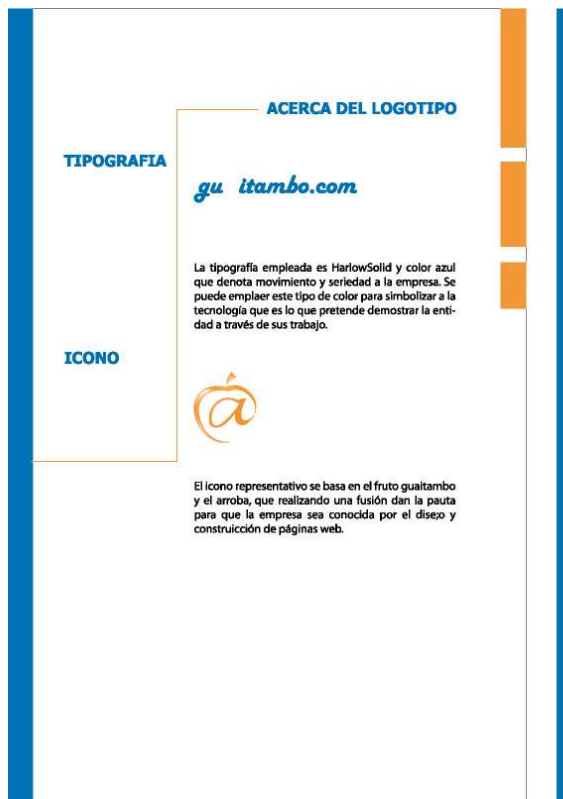 ACERCA DEL LOGOTIPO
TIPOGRAFIA
gu itambo.com
La tipografía empleada es HarlowSolid y color azul
que denota movimiento y seriedad a la empresa. Se
puede emplaer este tipo de color para simbolizar a la
tecnología que es lo que pretende demostrar la enti-
dad a través de sus trabajo.
ICONO
a
El icono representativo se basa en el fruto guaitambo
y el arroba, que realizando una fusión dan la pauta
para que la empresa sea conocida por el dise;o y
construicción de páginas web.